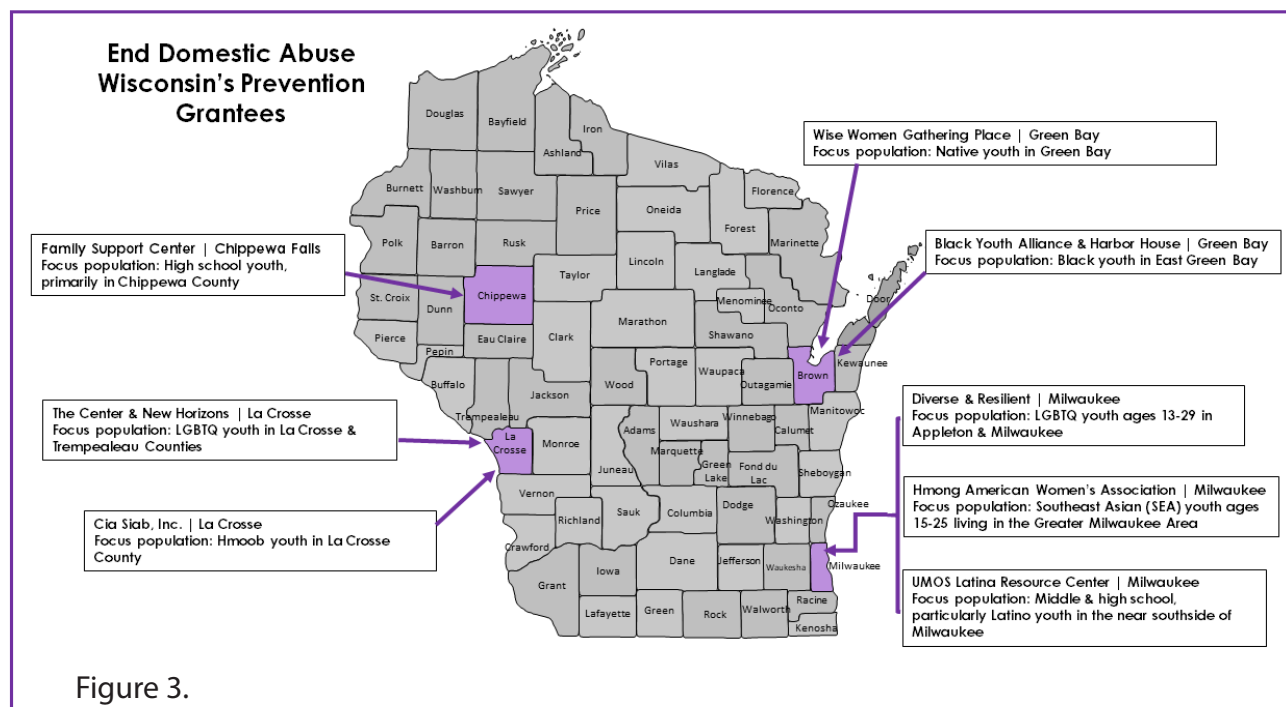 End Domestic Abuse
Wisconsin's Prevention
Grantees
Wise Women Gathering Place | Green Bay
Focus population: Native youth in Green Bay
Black Youth Alliance & Harbor House | Green Bay
Focus population: Black youth in East Green Bay
Family Support Center | Chippewa Falls
Focus population: High school youth,
primarily in Chippewa County
The Center & New Horizons | La Crosse
Focus population: LGBTQ youth in La Crosse &
Trempealeau Counties
Cia Siab, Inc. | La Crosse
Focus population: Hmoob youth in La Crosse
County
Diverse & Resilient | Milwaukee
Focus population: LGBTQ youth ages 13-29 in
Appleton & Milwaukee
Hmong American Women's Association | Milwaukee
Focus population: Southeast Asian (SEA) youth ages
15-25 living in the Greater Milwaukee Area
UMOS Latina Resource Center | Milwaukee
Focus population: Middle & high school,
particularly Latino youth in the near southside of
Milwaukee
Douglas
Bayfield
Iron
Ashland
Vilas
Florence
Burnett
Washburn
Sawyer
Price
Oneida
Forest
Marinette
Polk
Barron
Rusk
Lincoln
Langlade
Taylor
Chippewa
Menominee
Oconto
Door
St. Croix
Dunn
Marathon
Shawano
Pierce
Pepin
Eau Claire
Clark
Buffalo
Trempealeau
Jackson
Wood
Portage
Waupaca
Outagamie
Brown
Kewaunee
La
Crosse
Monroe
Juneau
Adams
Waushara
Winnebago
Calumet
Manitowoc
Marquette
Green
Lake
Fond du
Lac
Sheboygan
Vernon
Richland
Sauk
Columbia
Dodge
Washington
Ozaukee
Crawford
Grant
Iowa
Dane
Jefferson
Waukesha
Milwaukee
Lafayette
Green
Rock
Walworth
Racine
Kenosha
Figure 3.